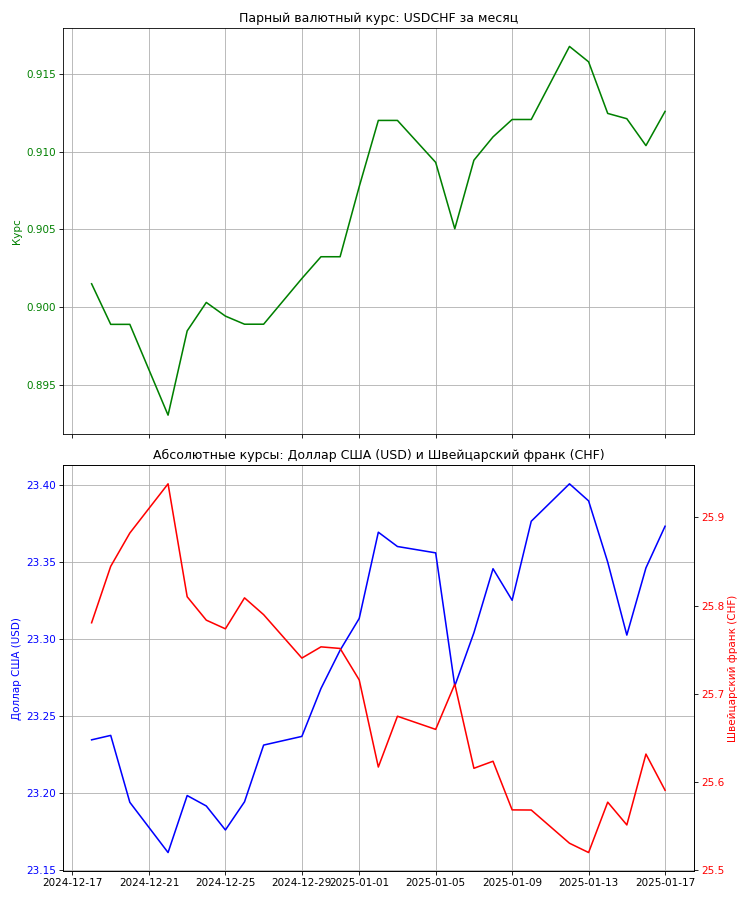 Парный валютный курс: USDCHF за месяц
0.915
0.910
0.905
0.900
0.895
Курс
Абсолютные курсы: Доллар США (USD) и Швейцарский франк (CHF)
23.40
23.35
23.30
23.25
23.20
23.15
Доллар США (USD)
25.9
25.8
25.7
25.6
25.5
Швейцарский франк (CHF)
2024-12-17 2024-12-21 2024-12-25 2024-12-29 2025-01-01 2025-01-05 2025-01-09 2025-01-13 2025-01-17